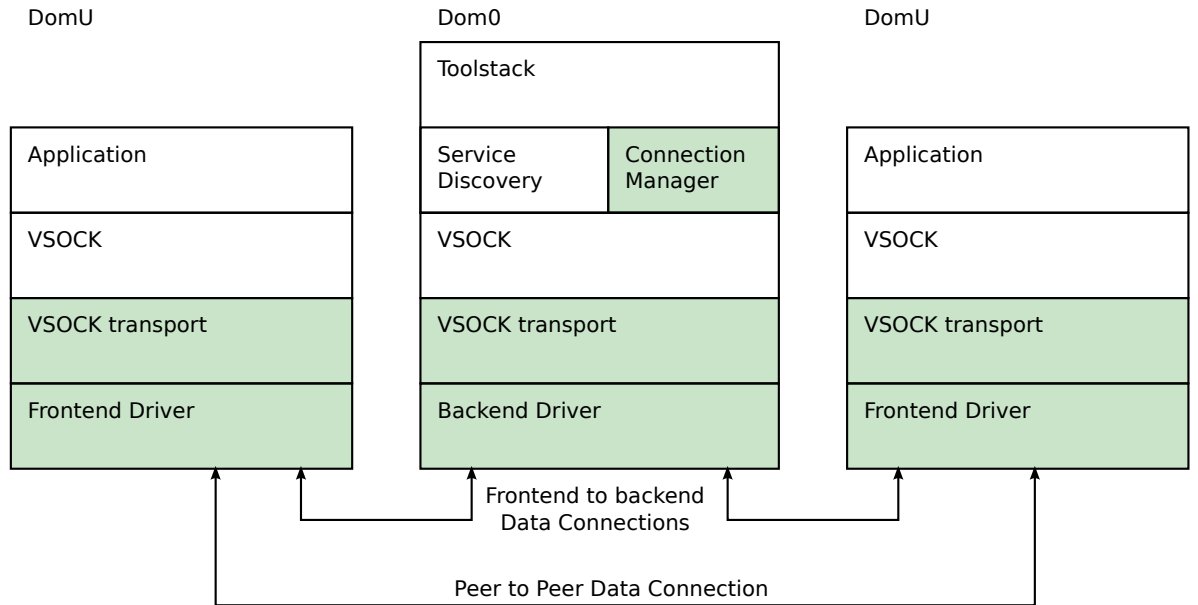 DomU
Dom0
DomU
Toolstack
Application
Service
Discovery
Connection
Manager
Application
VSOCK
VSOCK
VSOCK
VSOCK transport
VSOCK transport
VSOCK transport
Frontend Driver
Backend Driver
Frontend Driver
Frontend to backend
Data Connections
Peer to Peer Data Connection